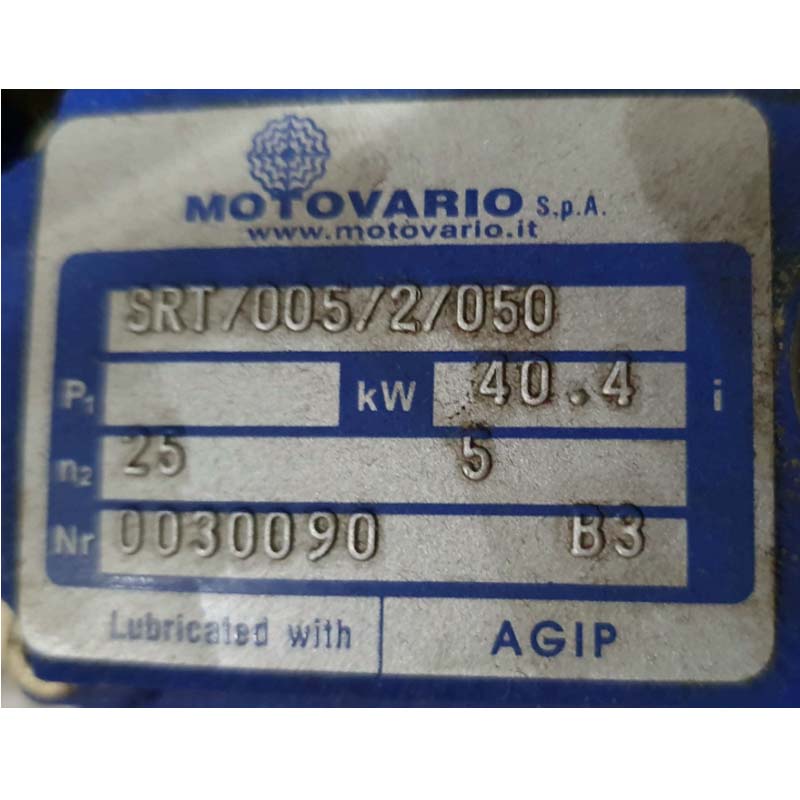 MOTOVARIO S.p.A.
www.motovario.it
SRT/005/2/050
P1 kW 40.4 i
n2 25 5
Nr 0030090 B3
Lubricated with AGIP